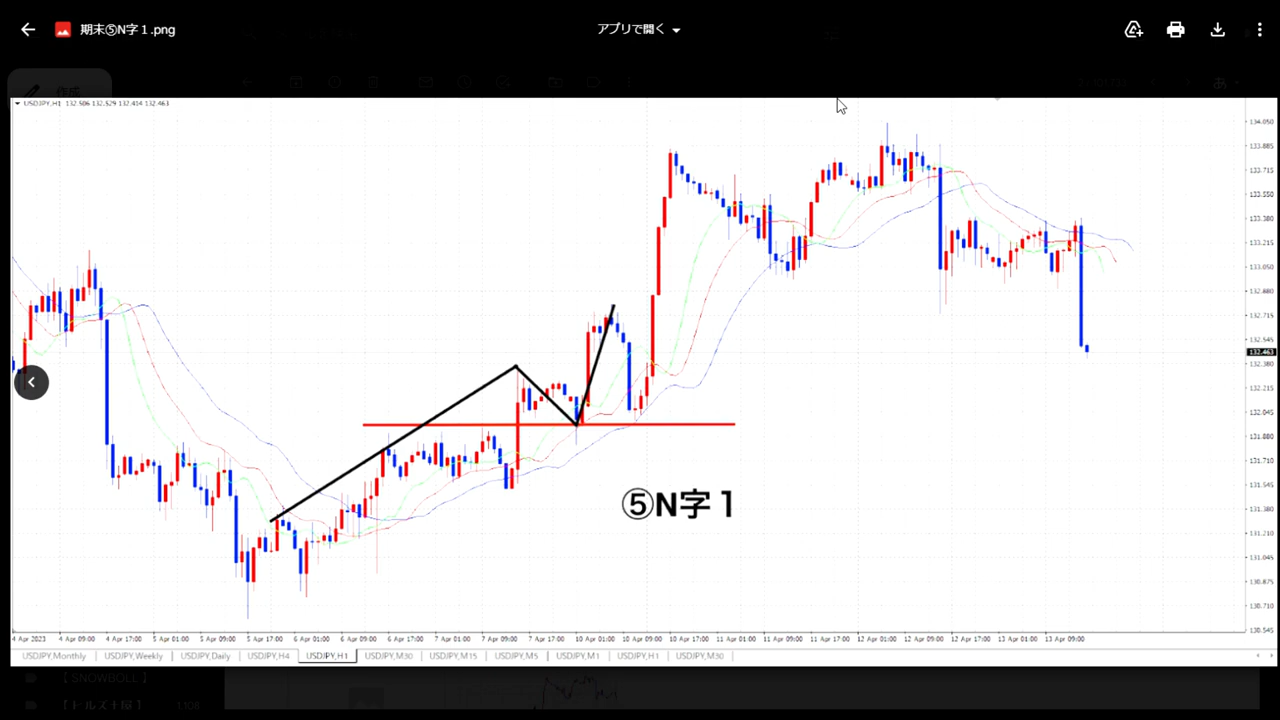 期末⑤N字１.png
アプリで開く
作成
USDJPY,H1 132.506 132.529 132.414 132.463
134.050
133.885
133.715
133.550
133.380
133.215
133.050
132.880
132.715
132.545
132.463
132.380
132.215
132.045
131.880
131.710
131.545
131.380
131.210
131.045
130.875
130.710
130.545
⑤N字１
4 Apr 2023 4 Apr 09:00 4 Apr 17:00 5 Apr 01:00 5 Apr 09:00 5 Apr 17:00 6 Apr 01:00 6 Apr 09:00 6 Apr 17:00 7 Apr 01:00 7 Apr 09:00 7 Apr 17:00 10 Apr 01:00 10 Apr 09:00 10 Apr 17:00 11 Apr 01:00 11 Apr 09:00 11 Apr 17:00 12 Apr 01:00 12 Apr 09:00 12 Apr 17:00 13 Apr 01:00 13 Apr 09:00
USDJPY,Monthly USDJPY,Weekly USDJPY,Daily USDJPY,H4 USDJPY,H1 USDJPY,M30 USDJPY,M15 USDJPY,M5 USDJPY,M1 USDJPY,H1 USDJPY,M30
【 SNOWBOLL 】